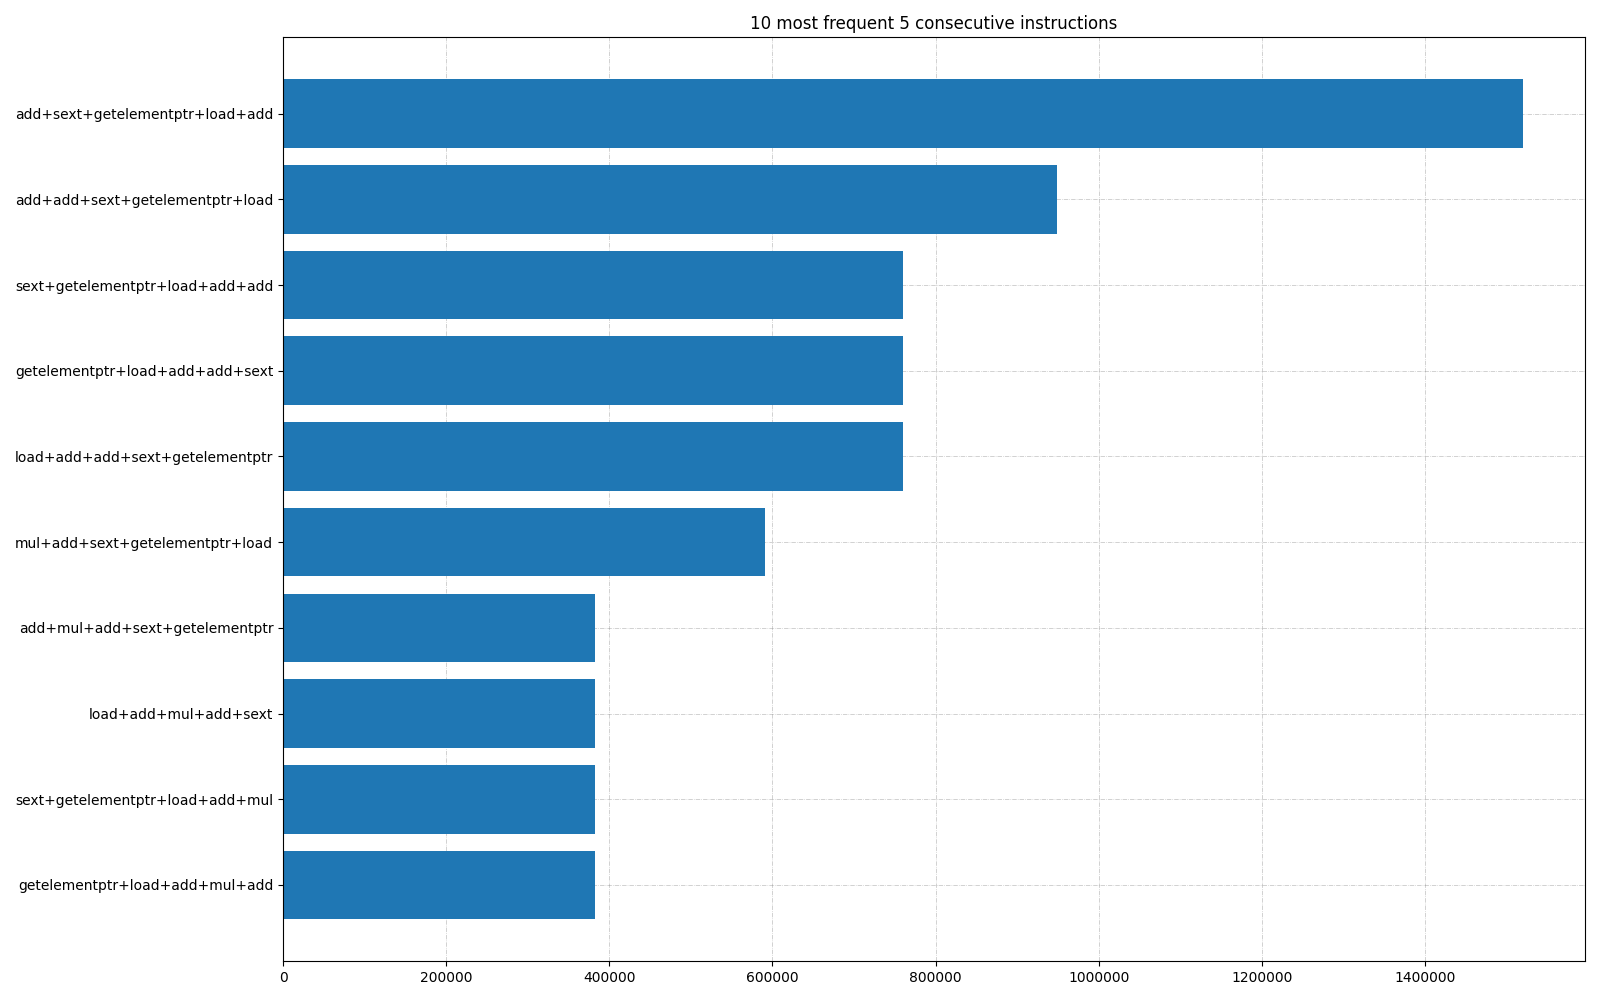 10 most frequent 5 consecutive instructions
add+sext+getelementptr+load+add
add+add+sext+getelementptr+load
sext+getelementptr+load+add+add
getelementptr+load+add+add+sext
load+add+add+sext+getelementptr
mul+add+sext+getelementptr+load
add+mul+add+sext+getelementptr
load+add+mul+add+sext
sext+getelementptr+load+add+mul
getelementptr+load+add+mul+add
0 200000 400000 600000 800000 1000000 1200000 1400000